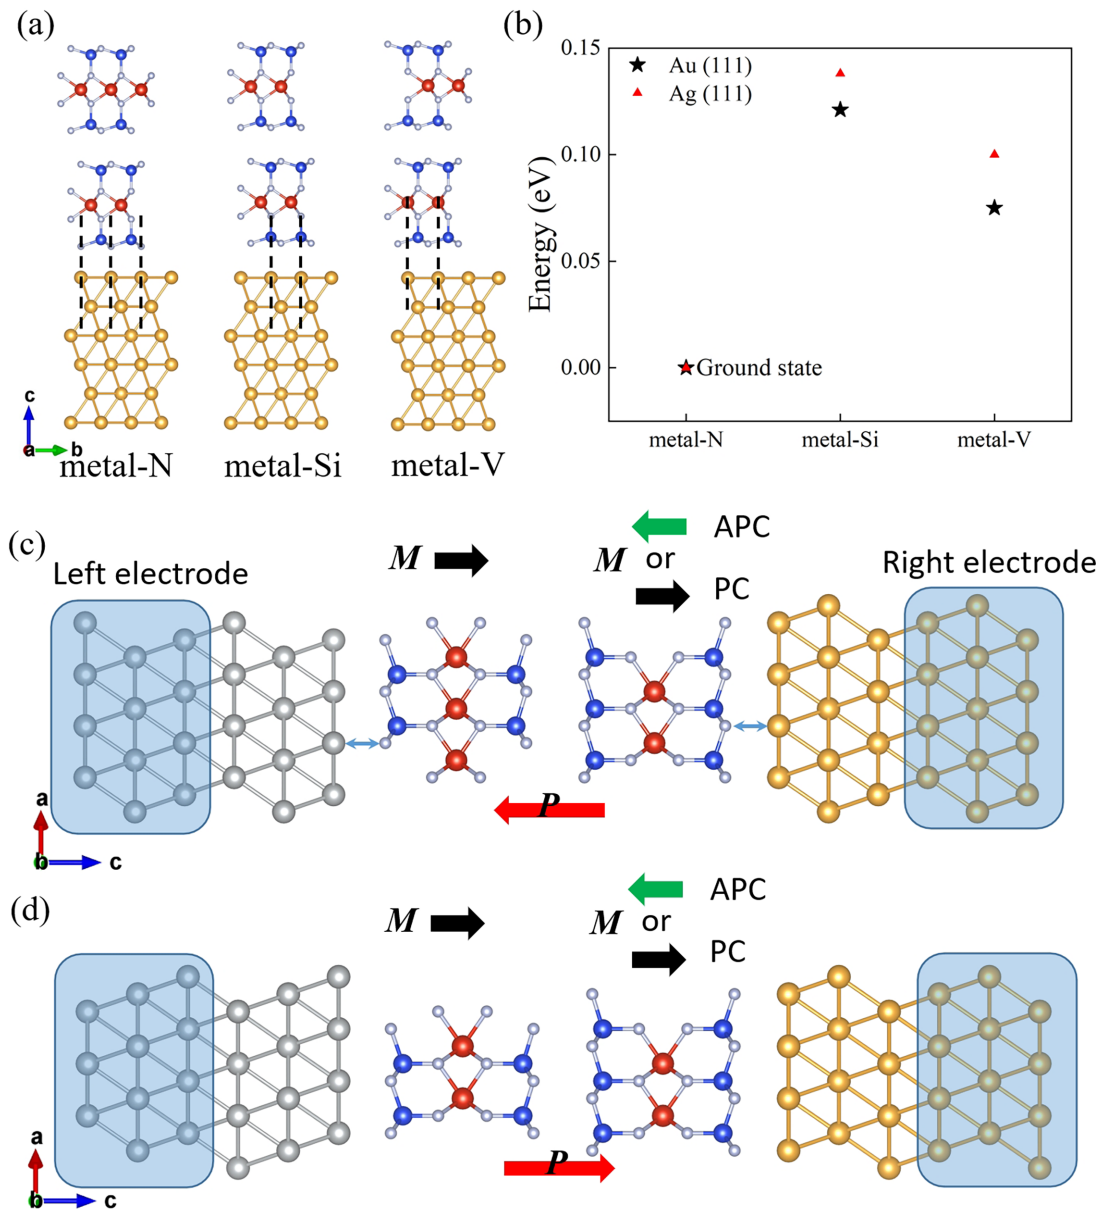 (a)
c
a
b
metal-N
metal-Si
metal-V
(b)
0.15
Au (111)
Ag (111)
0.10
Energy (eV)
0.05
0.00
Ground state
metal-N
metal-Si
metal-V
(c)
APC
M
M or
Left electrode
PC
Right electrode
P
a
b
c
(d)
APC
M
M or
PC
P
a
b
c